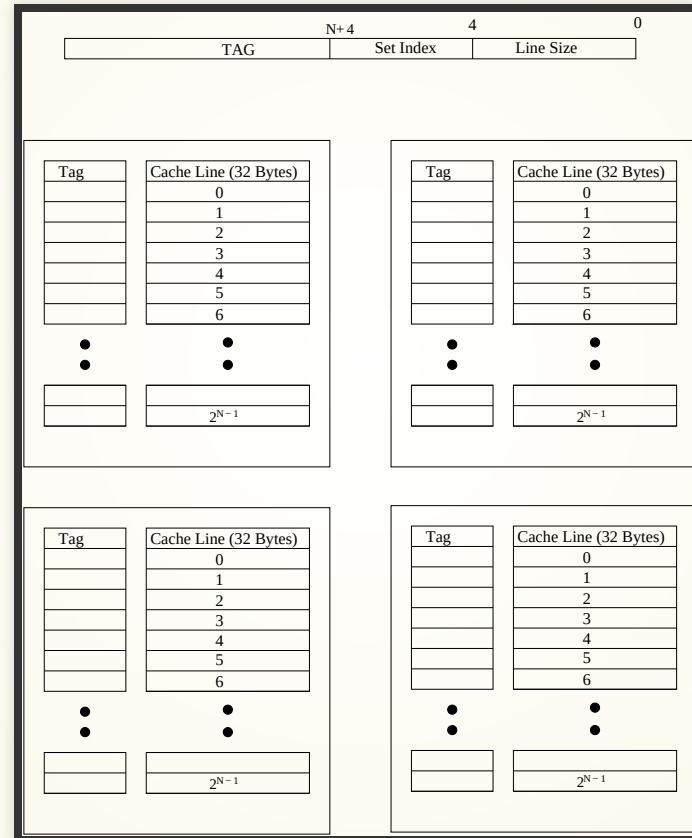 N+4 4 0
TAG Set Index Line Size
Tag Cache Line (32 Bytes)
0
1
2
3
4
5
6
2^N−1
Tag Cache Line (32 Bytes)
0
1
2
3
4
5
6
2^N−1
Tag Cache Line (32 Bytes)
0
1
2
3
4
5
6
2^N−1
Tag Cache Line (32 Bytes)
0
1
2
3
4
5
6
2^N−1